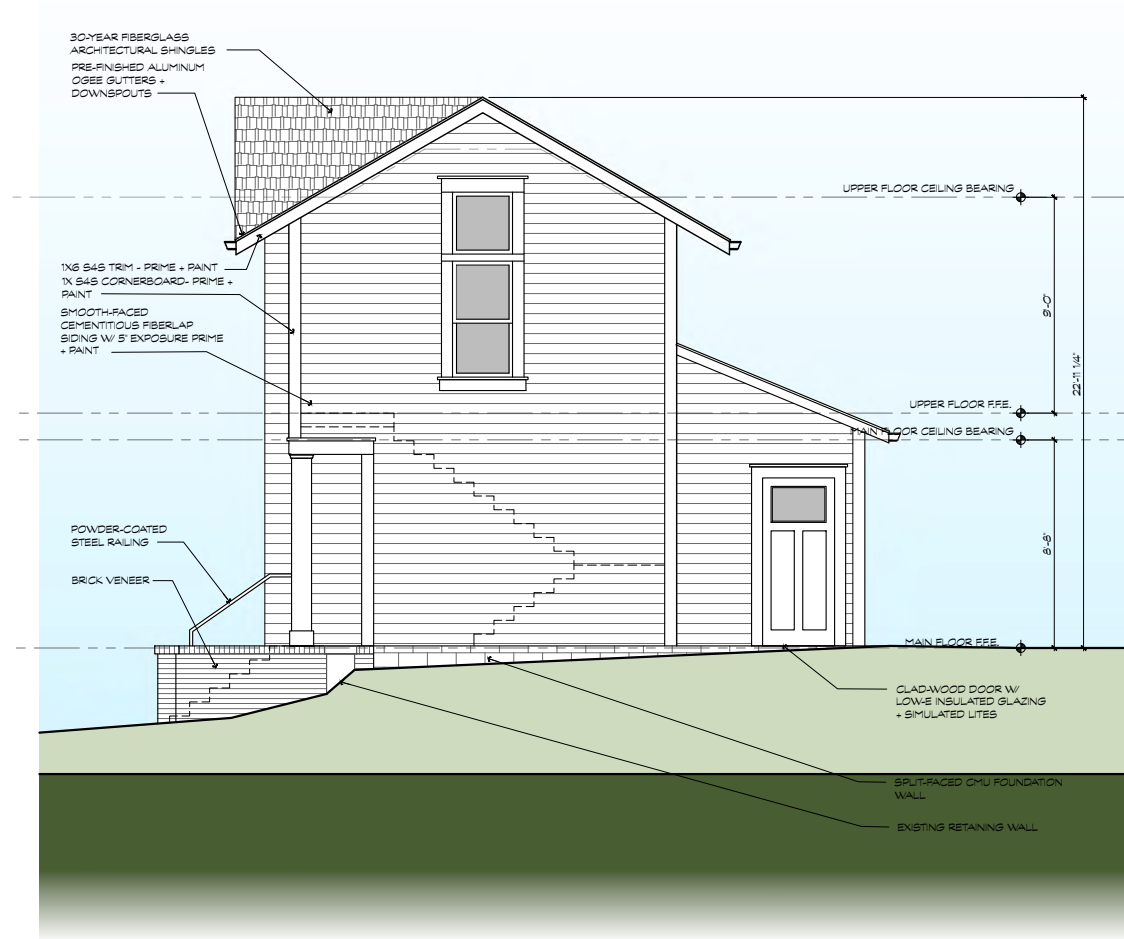 30-YEAR FIBERGLASS
ARCHITECTURAL SHINGLES
PRE-FINISHED ALUMINUM
OGEE GUTTERS +
DOWNSPOUTS
UPPER FLOOR CEILING BEARING
1X6 S4S TRIM - PRIME + PAINT
1X S4S CORNERBOARD- PRIME +
PAINT
SMOOTH-FACED
CEMENTITIOUS FIBERLAP
SIDING W/ 5" EXPOSURE PRIME
+ PAINT
9'-0"
22'-11 1/4"
UPPER FLOOR F.F.E.
MAIN FLOOR CEILING BEARING
POWDER-COATED
STEEL RAILING
8'-8"
BRICK VENEER
MAIN FLOOR F.F.E.
CLAD-WOOD DOOR W/
LOW-E INSULATED GLAZING
+ SIMULATED LITES
SPLIT-FACED CMU FOUNDATION
WALL
EXISTING RETAINING WALL